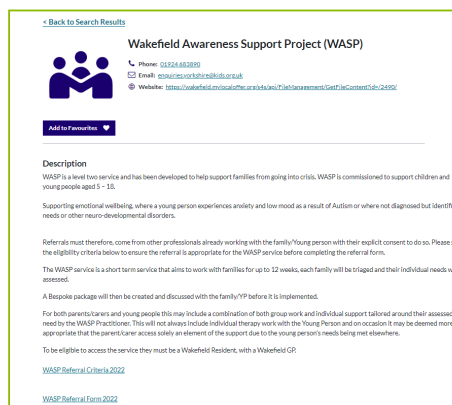 < Back to Search Results
Wakefield Awareness Support Project (WASP)
Phone: 01924 683890
Email: enquiries.yorkshire@kids.org.uk
Website: https://wakefield.mylocaloffer.org/s4s/api/FileManagement/GetFileContent?id=/2490/
Add to Favourites
Description
WASP is a level two service and has been developed to help support families from going into crisis. WASP is commissioned to support children and
young people aged 5 – 18.
Supporting emotional wellbeing, where a young person experiences anxiety and low mood as a result of Autism or where not diagnosed but identifi
needs or other neuro-developmental disorders.
Referrals must therefore, come from other professionals already working with the family/Young person with their explicit consent to do so. Please
the eligibility criteria below to ensure the referral is appropriate for the WASP service before completing the referral form.
The WASP service is a short term service that aims to work with families for up to 12 weeks, each family will be triaged and their individual needs
assessed.
A Bespoke package will then be created and discussed with the family/YP before it is implemented.
For both parents/carers and young people this may include a combination of both group work and individual support tailored around their assessed
need by the WASP Practitioner. This will not always include individual therapy work with the Young Person and on occasion it may be deemed more
appropriate that the parent/carer access solely an element of the support due to the young person's needs being met elsewhere.
To be eligible to access the service they must be a Wakefield Resident, with a Wakefield GP.
WASP Referral Criteria 2022
WASP Referral Form 2022